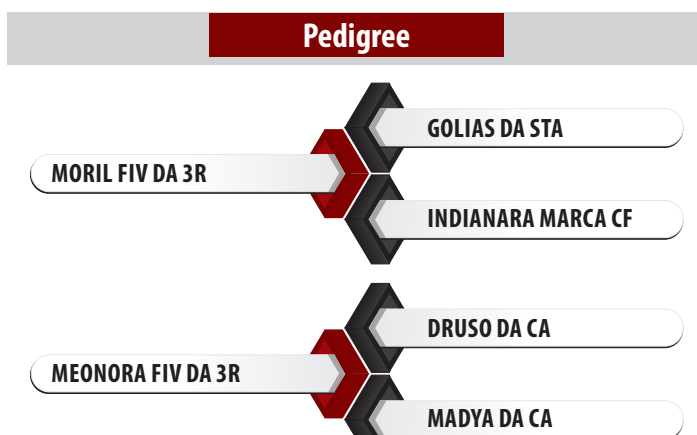 Pedigree
GOLIAS DA STA
MORIL FIV DA 3R
INDIANARA MARCA CF
DRUSO DA CA
MEONORA FIV DA 3R
MADYA DA CA